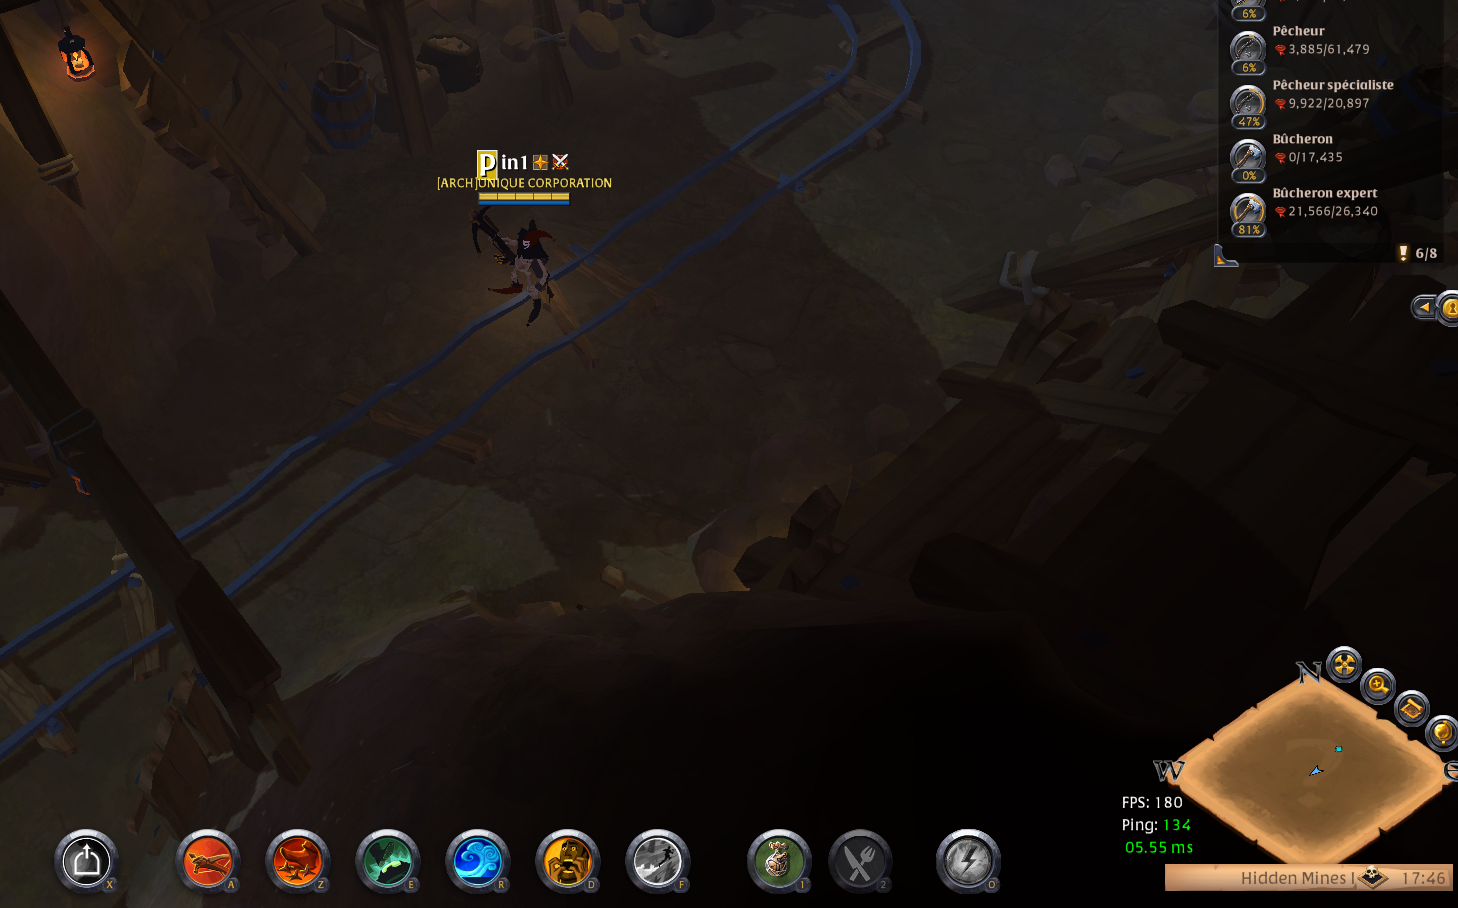 6%
Pêcheur
3,885/61,479
6%
Pêcheur spécialiste
9,922/20,897
47%
Bûcheron
0/17,435
0%
Bûcheron expert
21,566/26,340
81%
6/8
Pin1
[ARCH]UNIQUE CORPORATION
N
W
E
FPS: 180
Ping: 134
05.55 ms
X
A
Z
E
R
D
F
1
2
O
Hidden Mines I
17:46